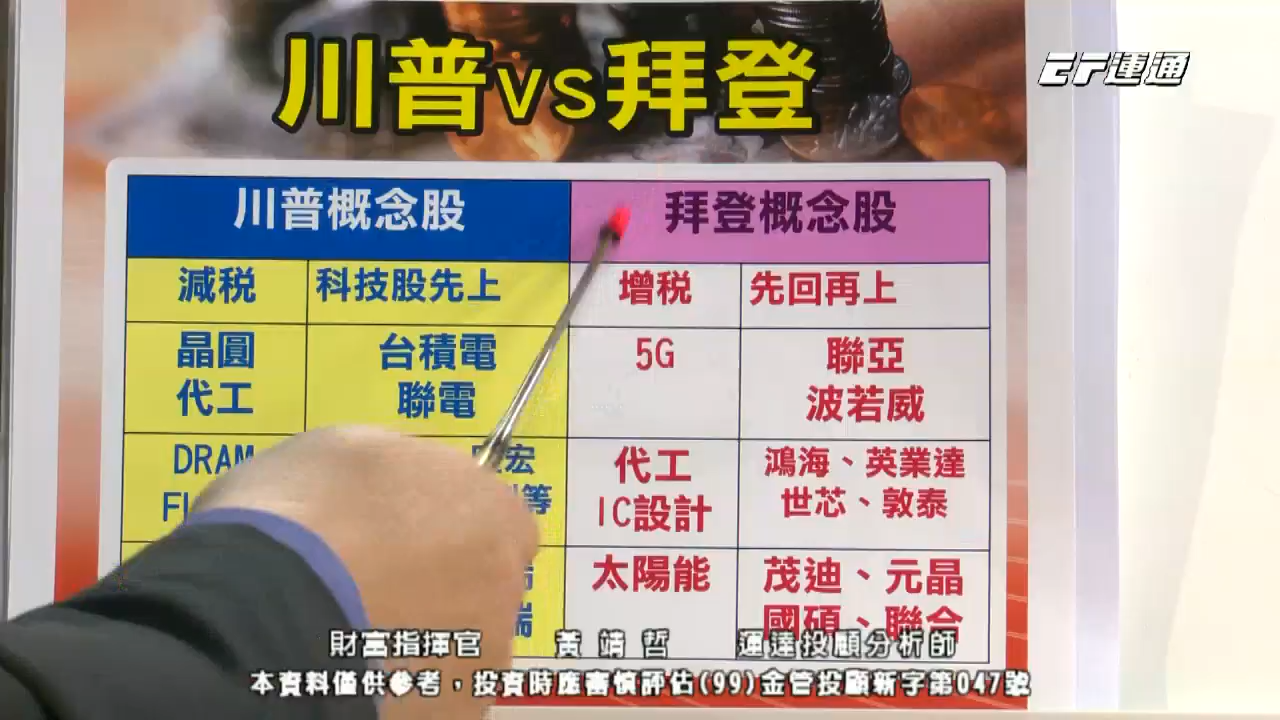 川普vs拜登
EF運通
川普概念股
拜登概念股
減税
科技股先上
增税
先回再上
晶圓
代工
台積電
聯電
5G
聯亞
波若威
DRAM
宏
等
代工
IC設計
鴻海、英業達
世芯、敦泰
太陽能
茂迪、元晶
國碩、聯合
財富指揮官 黃靖哲 運達投顧分析師
本資料僅供參考，投資時應審慎評估(99)金管投顧新字第047號